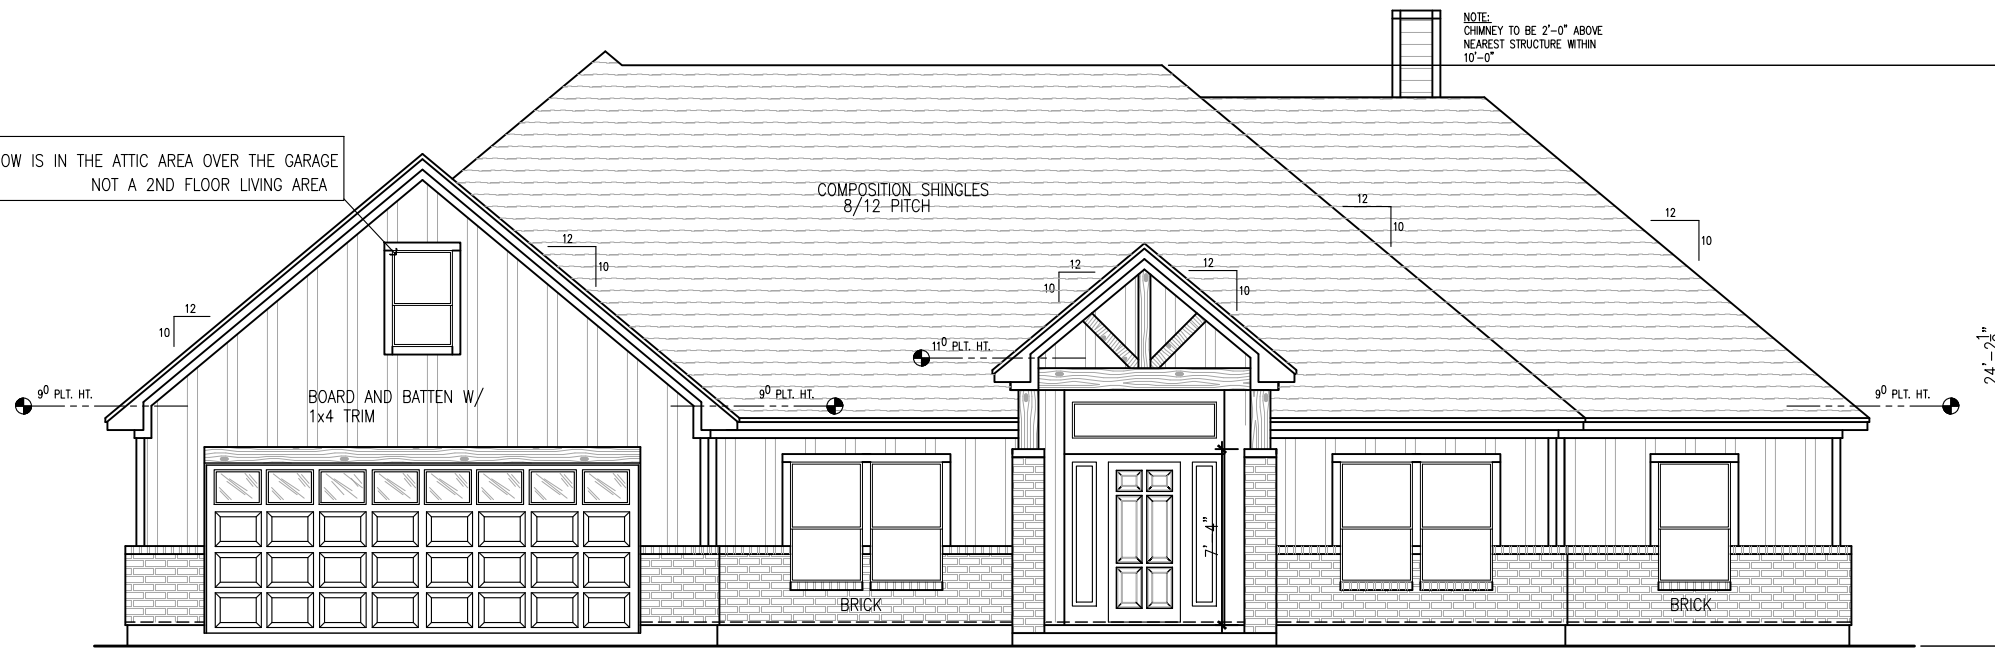 NOTE:
CHIMNEY TO BE 2'-0" ABOVE
NEAREST STRUCTURE WITHIN
10'-0"
OW IS IN THE ATTIC AREA OVER THE GARAGE
NOT A 2ND FLOOR LIVING AREA
COMPOSITION SHINGLES
8/12 PITCH
12
10
12
10
12
10
12
10
12
10
12
10
11⁰ PLT. HT.
9⁰ PLT. HT.
9⁰ PLT. HT.
9⁰ PLT. HT.
BOARD AND BATTEN W/
1x4 TRIM
7' 4"
BRICK
BRICK